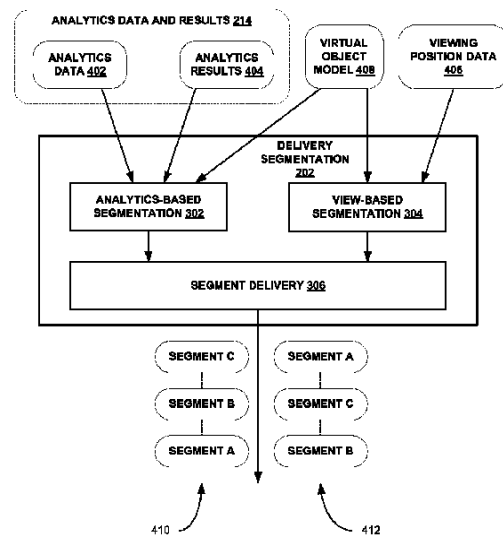 ANALYTICS DATA AND RESULTS 214
ANALYTICS
DATA 402
ANALYTICS
RESULTS 404
VIRTUAL
OBJECT
MODEL 408
VIEWING
POSITION DATA 406
DELIVERY
SEGMENTATION
202
ANALYTICS-BASED
SEGMENTATION 302
VIEW-BASED
SEGMENTATION 304
SEGMENT DELIVERY 306
SEGMENT C
SEGMENT A
SEGMENT B
SEGMENT C
SEGMENT A
SEGMENT B
410
412